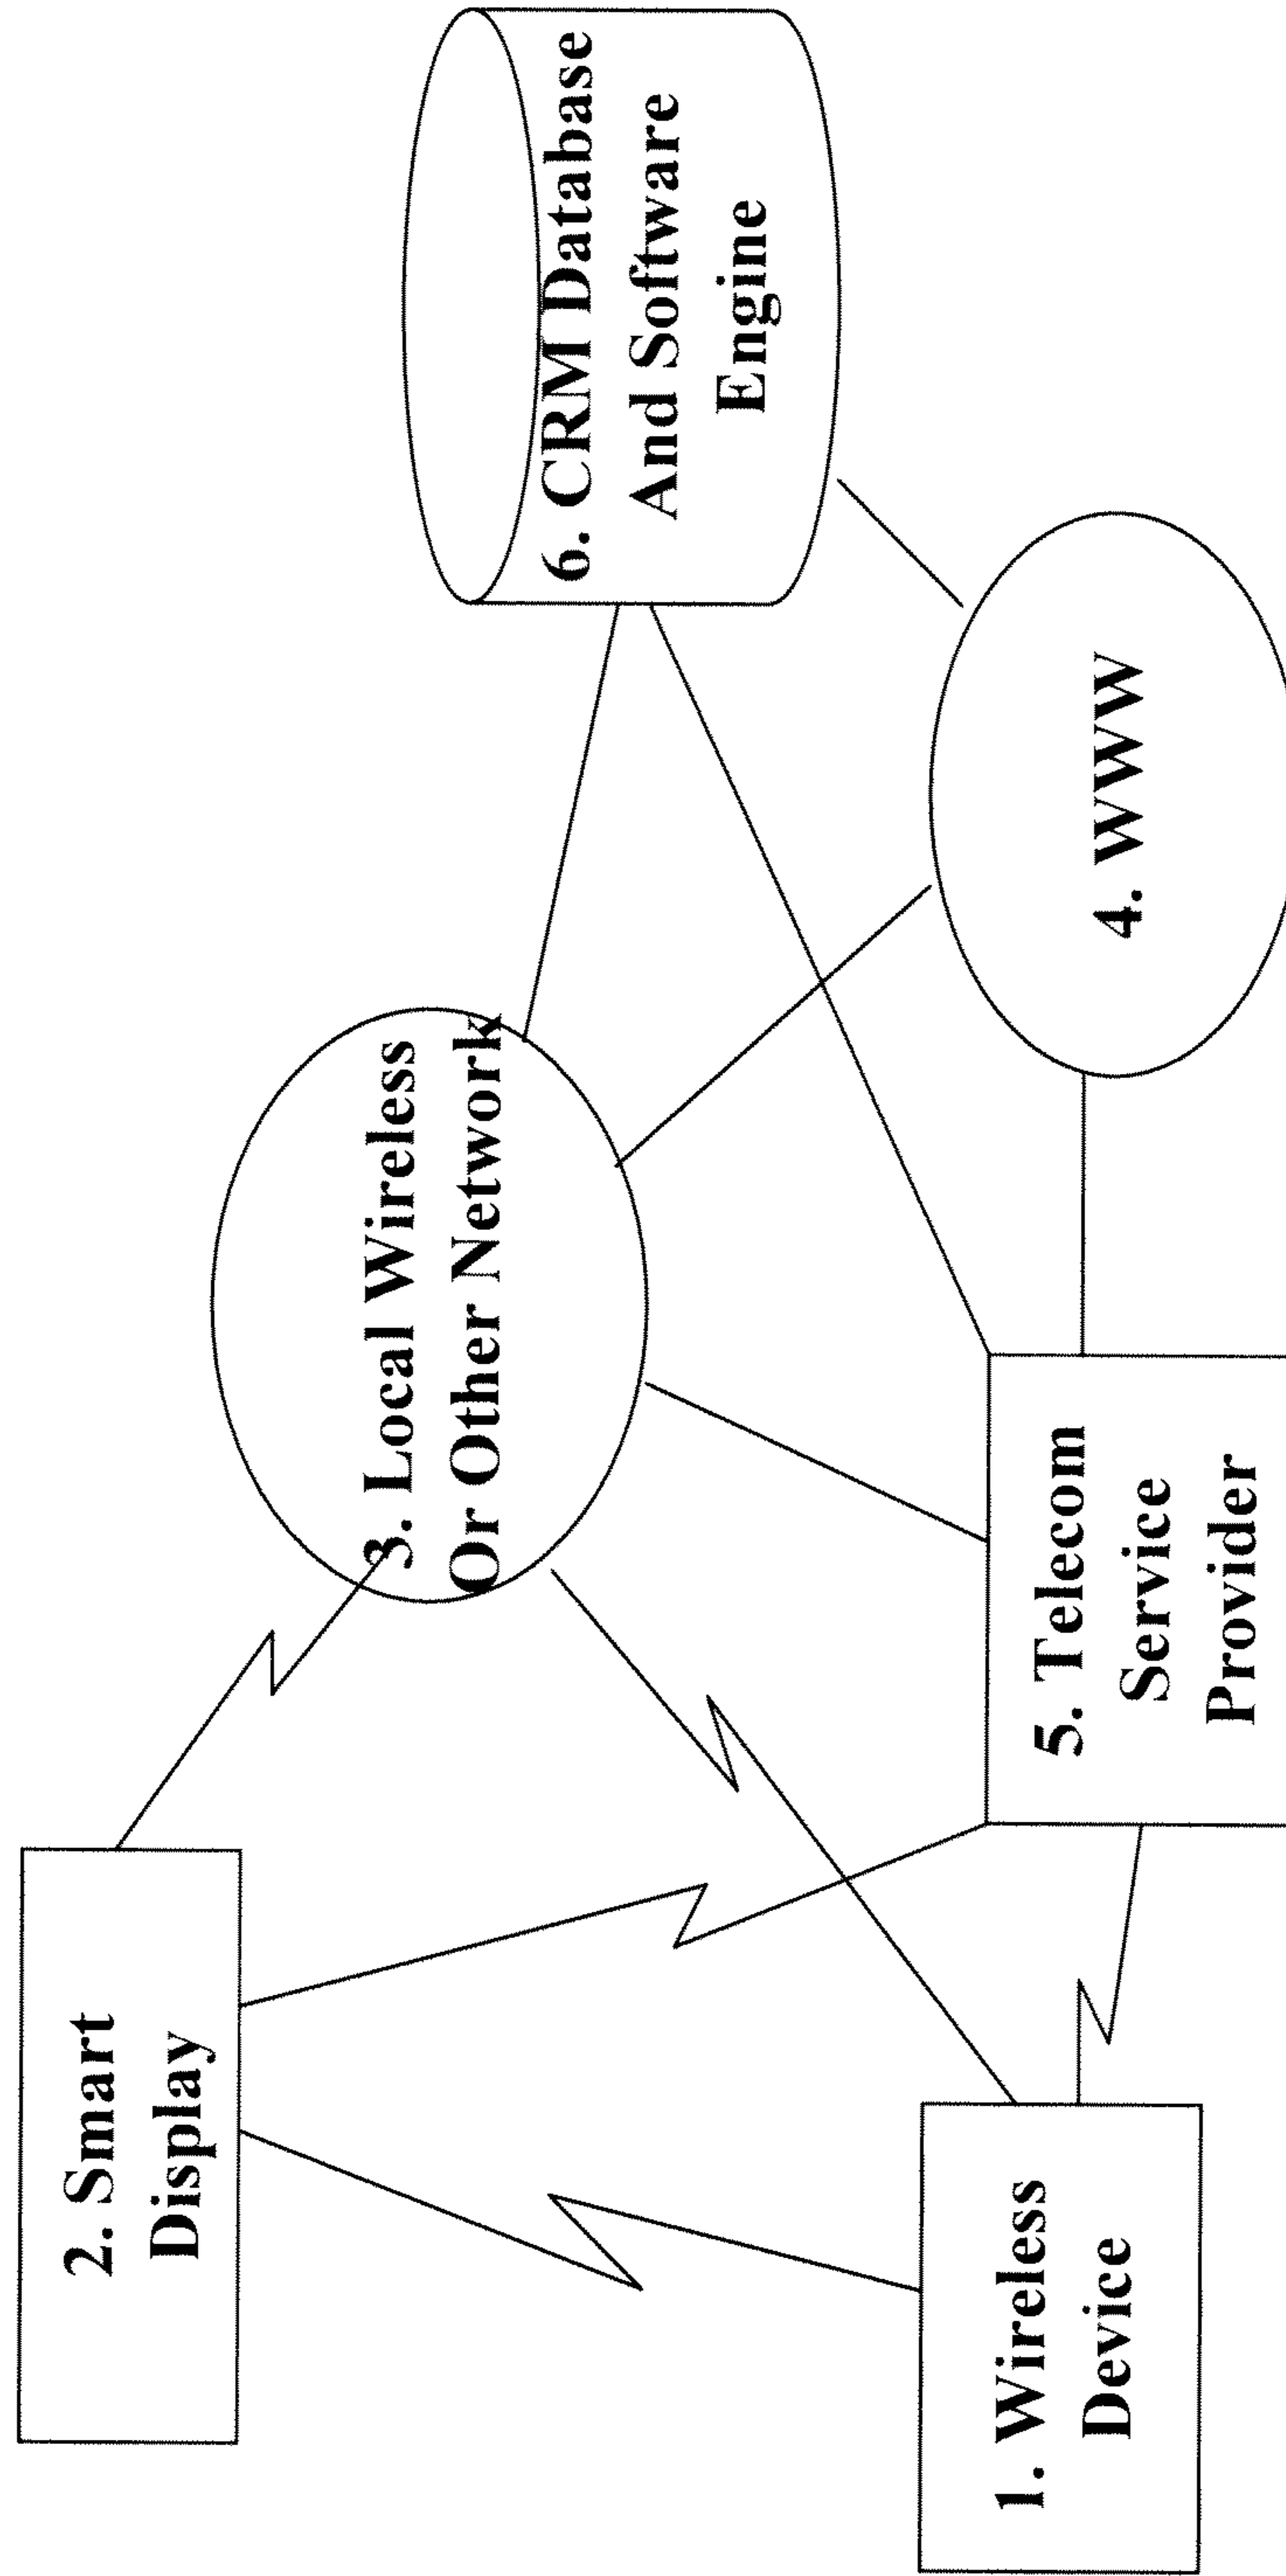 2. Smart
Display
3. Local Wireless
Or Other Network
6. CRM Database
And Software
Engine
1. Wireless
Device
5. Telecom
Service
Provider
4. WWW